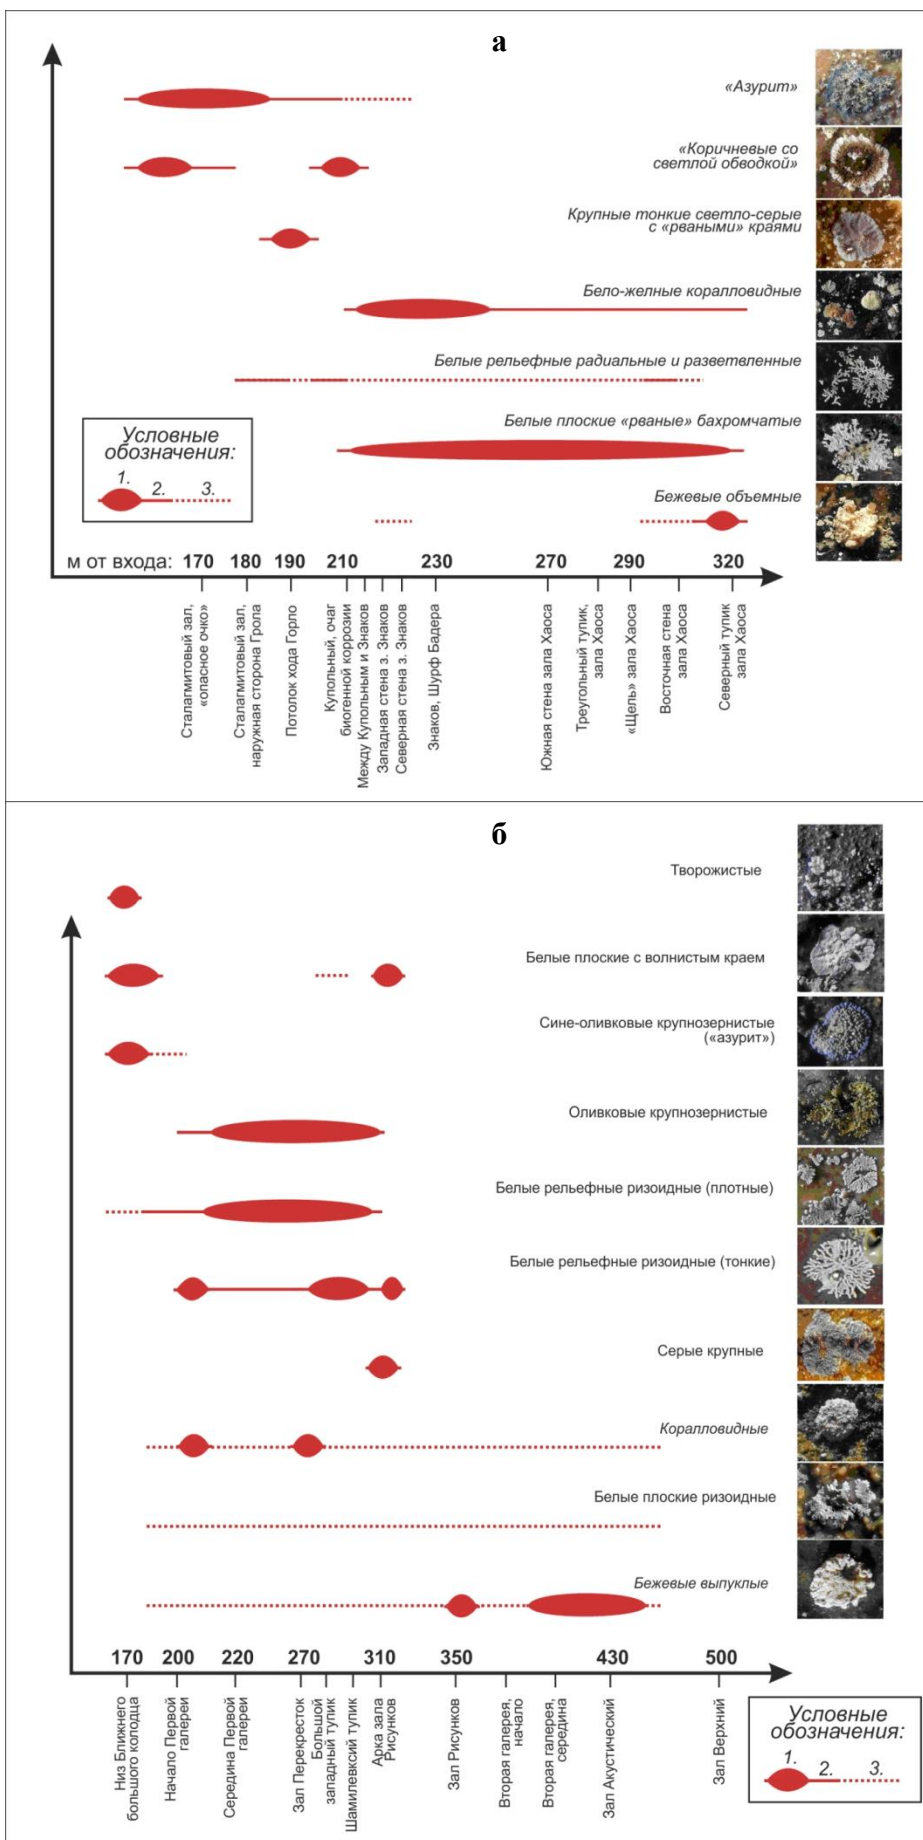 а
«Азурит»
«Коричневые со
светлой обводкой»
Крупные тонкие светло-серые
с «рваными» краями
Бело-желные коралловидные
Белые рельефные радиальные и разветвленные
Белые плоские «рваные» бахромчатые
Бежевые объемные
Условные
обозначения:
1.
2.
3.
м от входа:
170
180
190
210
230
270
290
320
Сталагмитовый зал,
«опасное очко»
Сталагмитовый зал,
наружная сторона Грота
Потолок хода Горло
Купольный, очаг
биогенной коррозии
Между Купольным и Знаков
Западная стена з. Знаков
Северная стена з. Знаков
Знаков, Шурф Бадера
Южная стена зала Хаоса
Треугольный тупик,
зала Хаоса
«Щель» зала Хаоса
Восточная стена
зала Хаоса
Северный тупик
зала Хаоса
б
Творожистые
Белые плоские с волнистым краем
Сине-оливковые крупнозернистые
(«азурит»)
Оливковые крупнозернистые
Белые рельефные ризоидные (плотные)
Белые рельефные ризоидные (тонкие)
Серые крупные
Коралловидные
Белые плоские ризоидные
Бежевые выпуклые
170
200
220
270
310
350
430
500
Низ Ближнего
большого колодца
Начало Первой
галереи
Середина Первой
галереи
Зал Перекресток
Большой
западный тупик
Шамилевксий тупик
Арка зала
Рисунков
Зал Рисунков
Вторая галерея,
начало
Вторая галерея,
середина
Зал Акустический
Зал Верхний
Условные
обозначения:
1.
2.
3.